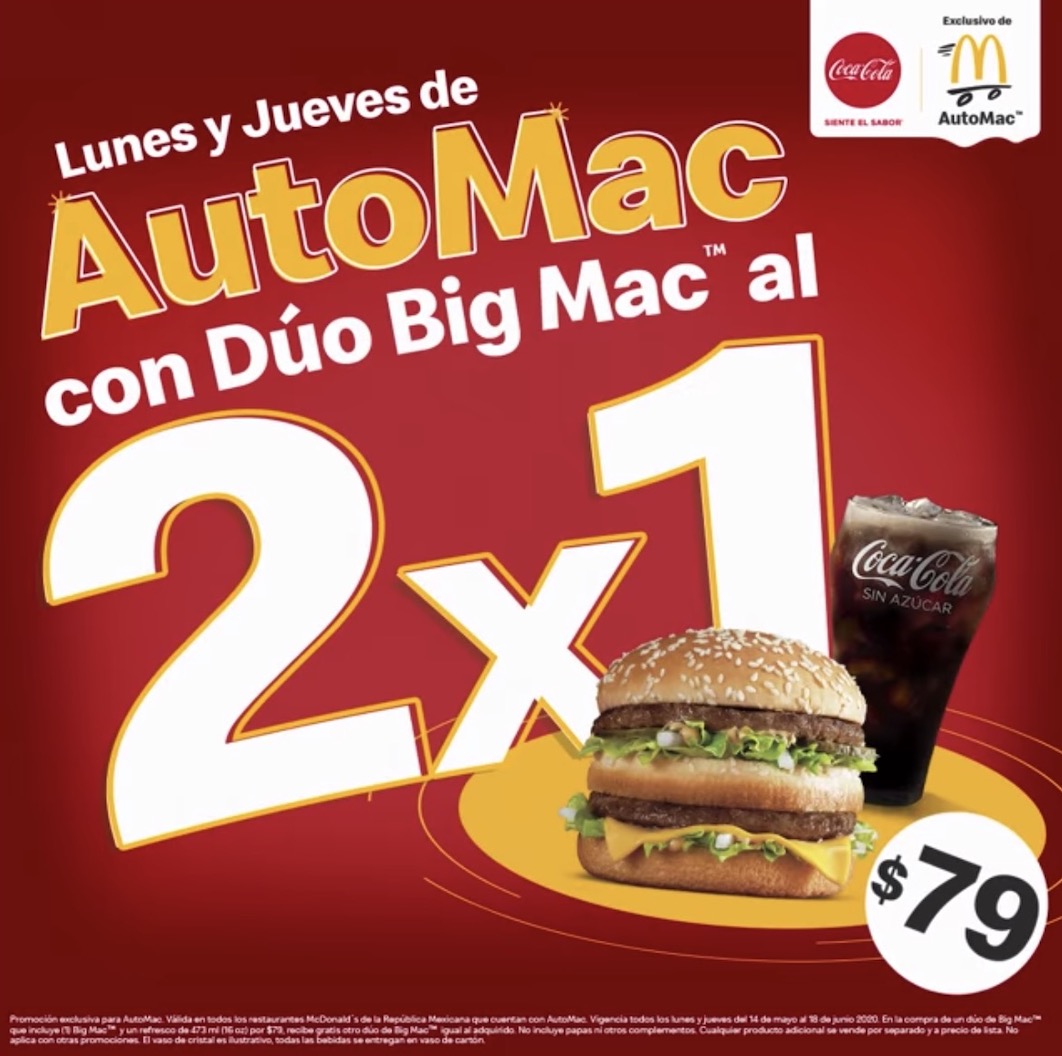 Exclusivo de
Coca-Cola
SIENTE EL SABOR®
AutoMac™
Lunes y Jueves de
AutoMac
con Dúo Big Mac™ al
2x1
Coca-Cola
SIN AZÚCAR
$79
Promoción exclusiva para AutoMac. Válida en todos los restaurantes McDonald´s de la República Mexicana que cuentan con AutoMac. Vigencia todos los lunes y jueves del 14 de mayo al 18 de junio 2020. En la compra de un dúo de Big Mac™
que incluye (1) Big Mac™ y un refresco de 473 ml (16 oz) por $79, recibe gratis otro dúo de Big Mac™ igual al adquirido. No incluye papas ni otros complementos. Cualquier producto adicional se vende por separado y a precio de lista. No
aplica con otras promociones. El vaso de cristal es ilustrativo, todas las bebidas se entregan en vaso de cartón.